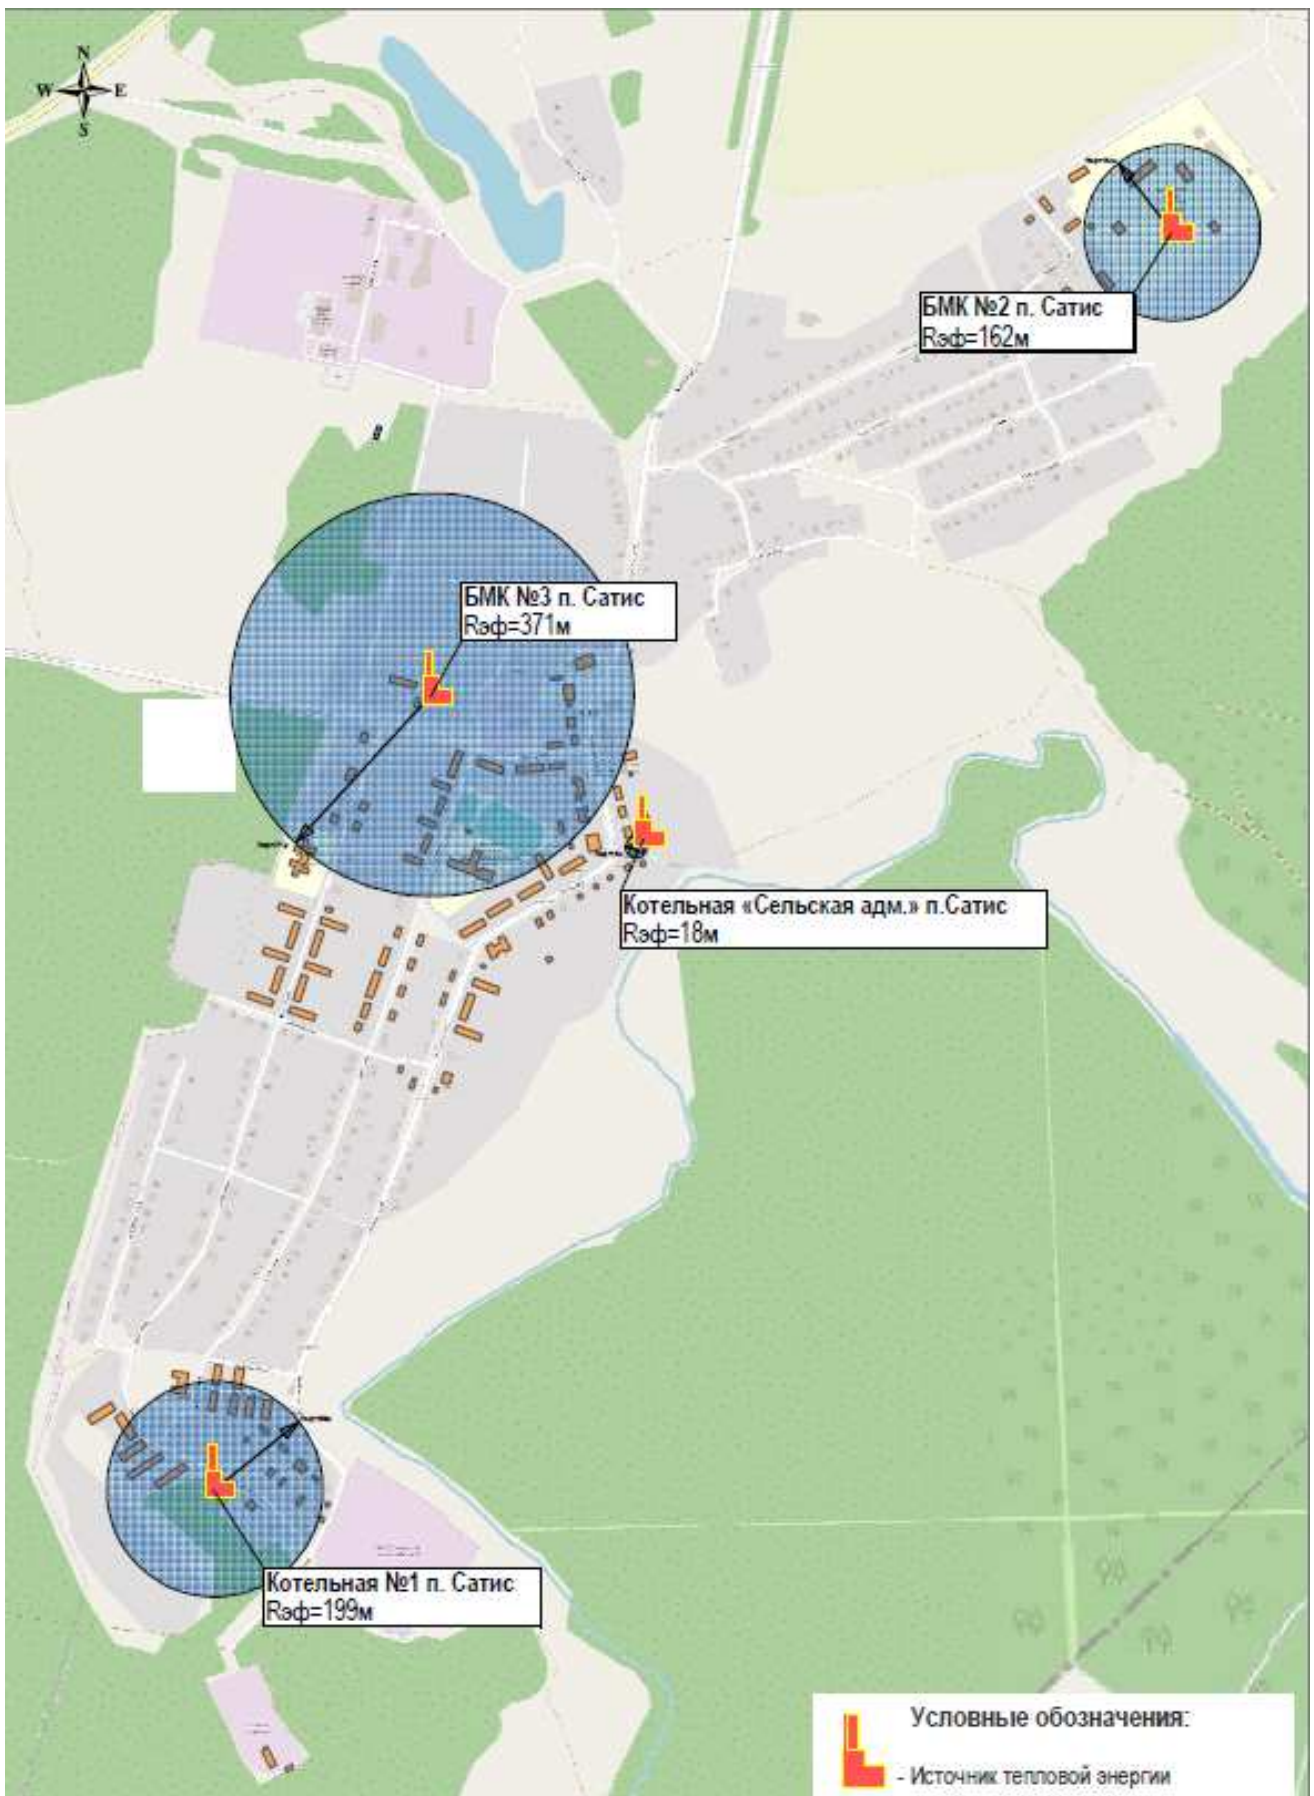 N
W E
S
БМК №2 п. Сатис
Rэф=162м
БМК №3 п. Сатис
Rэф=371м
Котельная «Сельская адм.» п.Сатис
Rэф=18м
Котельная №1 п. Сатис
Rэф=199м
Условные обозначения:
- Источник тепловой энергии